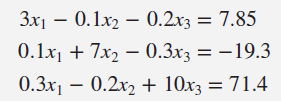 3x₁ − 0.1x₂ − 0.2x₃ = 7.85
0.1x₁ + 7x₂ − 0.3x₃ = −19.3
0.3x₁ − 0.2x₂ + 10x₃ = 71.4